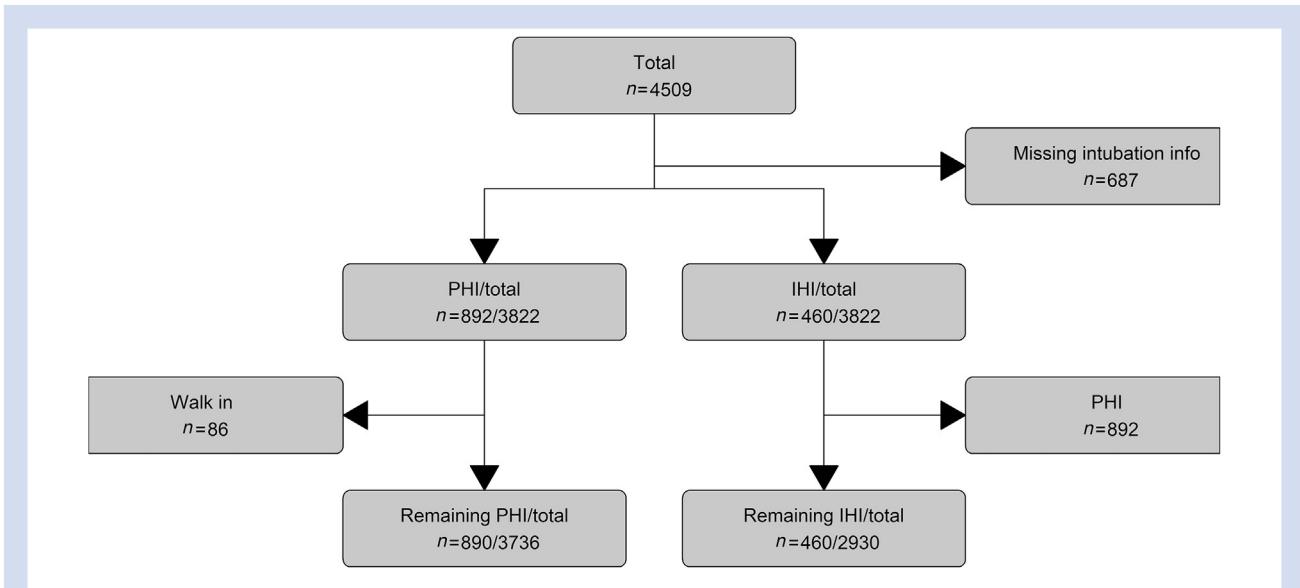 Total
n=4509
Missing intubation info
n=687
PHI/total
n=892/3822
IHI/total
n=460/3822
Walk in
n=86
PHI
n=892
Remaining PHI/total
n=890/3736
Remaining IHI/total
n=460/2930